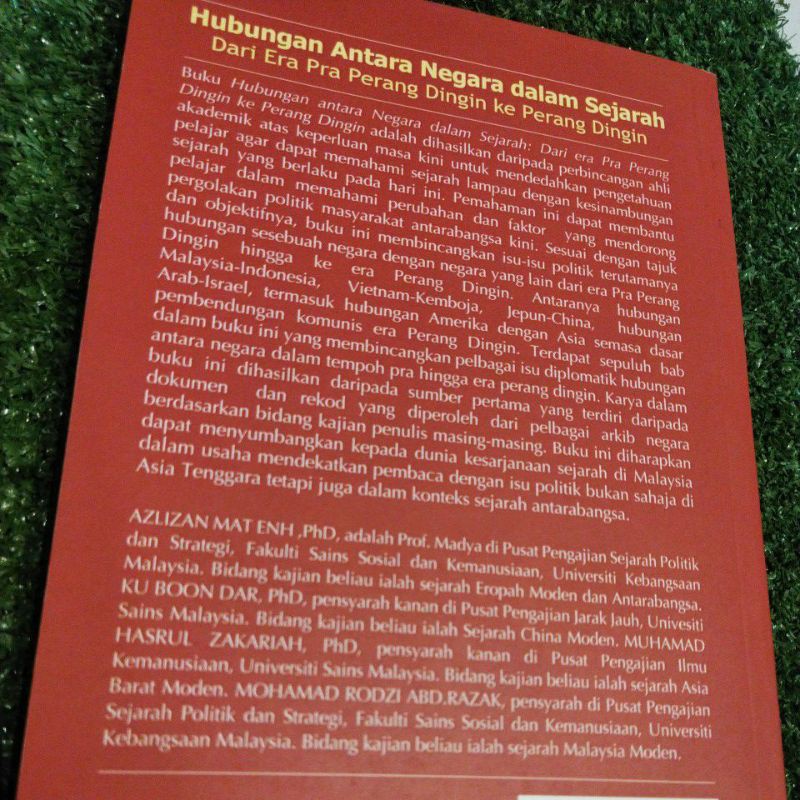 Hubungan Antara Negara dalam Sejarah
Dari Era Pra Perang Dingin ke Perang Dingin
Buku Hubungan antara Negara dalam Sejarah: Dari era Pra Perang
Dingin ke Perang Dingin adalah dihasilkan daripada perbincangan ahli
akademik atas keperluan masa kini untuk mendedahkan pengetahuan
pelajar agar dapat memahami sejarah lampau dengan kesinambungan
sejarah yang berlaku pada hari ini. Pemahaman ini dapat membantu
pelajar dalam memahami perubahan dan faktor yang mendorong
pergolakan politik masyarakat antarabangsa kini. Sesuai dengan tajuk
dan objektifnya, buku ini membincangkan isu-isu politik terutamanya
hubungan sesebuah negara dengan negara yang lain dari era Pra Perang
Dingin hingga ke era Perang Dingin. Antaranya hubungan
Malaysia-Indonesia, Vietnam-Kemboja, Jepun-China, hubungan
Arab-Israel, termasuk hubungan Amerika dengan Asia semasa dasar
pembendungan komunis era Perang Dingin. Terdapat sepuluh bab
dalam buku ini yang membincangkan pelbagai isu diplomatik hubungan
antara negara dalam tempoh pra hingga era perang dingin. Karya dalam
buku ini dihasilkan daripada sumber pertama yang terdiri daripada
dokumen dan rekod yang diperoleh dari pelbagai arkib negara
berdasarkan bidang kajian penulis masing-masing. Buku ini diharapkan
dapat menyumbangkan kepada dunia kesarjanaan sejarah di Malaysia
dalam usaha mendekatkan pembaca dengan isu politik bukan sahaja di
Asia Tenggara tetapi juga dalam konteks sejarah antarabangsa.
AZLIZAN MAT ENH ,PhD, adalah Prof. Madya di Pusat Pengajian Sejarah Politik
dan Strategi, Fakulti Sains Sosial dan Kemanusiaan, Universiti Kebangsaan
Malaysia. Bidang kajian beliau ialah sejarah Eropah Moden dan Antarabangsa.
KU BOON DAR, PhD, pensyarah kanan di Pusat Pengajian Jarak Jauh, Univesiti
Sains Malaysia. Bidang kajian beliau ialah Sejarah China Moden. MUHAMAD
HASRUL ZAKARIAH, PhD, pensyarah kanan di Pusat Pengajian Ilmu
Kemanusiaan, Universiti Sains Malaysia. Bidang kajian beliau ialah sejarah Asia
Barat Moden. MOHAMAD RODZI ABD.RAZAK, pensyarah di Pusat Pengajian
Sejarah Politik dan Strategi, Fakulti Sains Sosial dan Kemanusiaan, Universiti
Kebangsaan Malaysia. Bidang kajian beliau ialah sejarah Malaysia Moden.